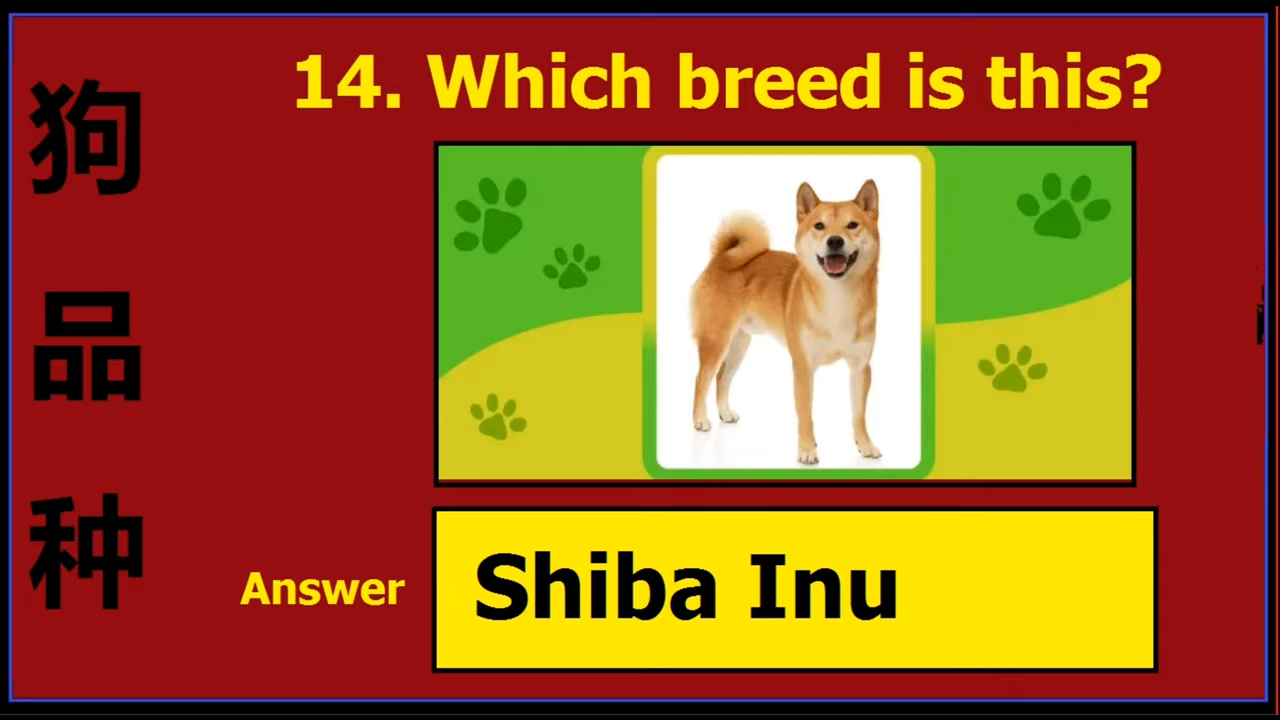 14. Which breed is this?
狗
品
种
Answer
Shiba Inu